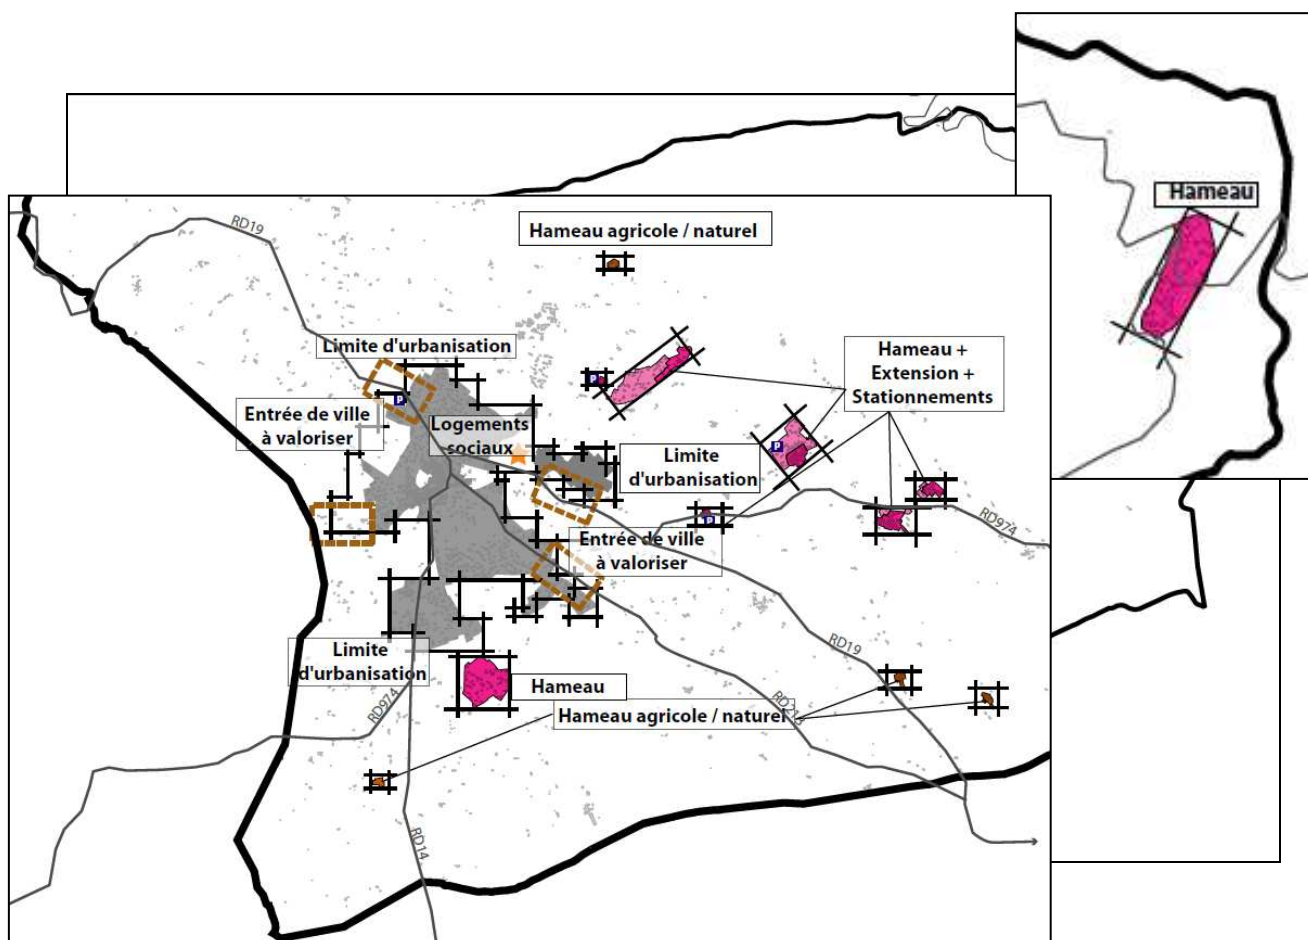 Hameau
RD19
Hameau agricole / naturel
Limite d'urbanisation
Hameau +
Extension +
Stationnements
P
Entrée de ville
à valoriser
P
Logements
sociaux
P
Limite
d'urbanisation
P
RD974
Entrée de ville
à valoriser
RD19
Limite
d'urbanisation
Hameau
RD974
Hameau agricole / naturel
RD14